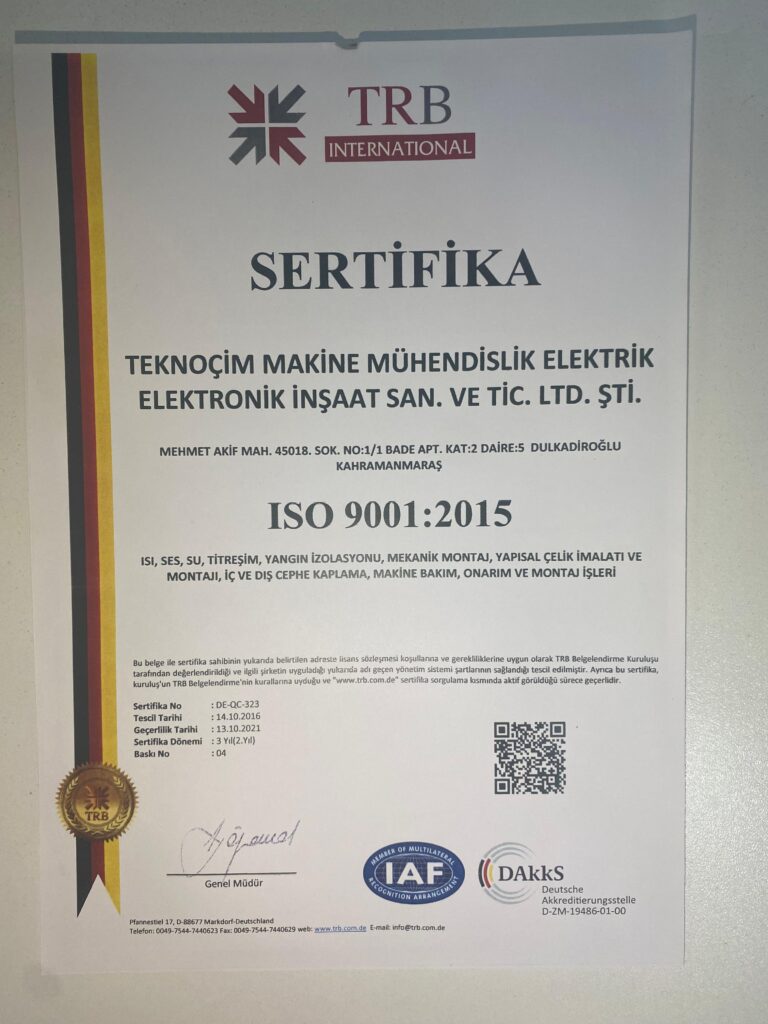 TRB
INTERNATIONAL
SERTİFİKA
TEKNOÇİM MAKİNE MÜHENDİSLİK ELEKTRİK
ELEKTRONİK İNŞAAT SAN. VE TİC. LTD. ŞTİ.
MEHMET AKİF MAH. 45018. SOK. NO:1/1 BADE APT. KAT:2 DAİRE:5 DULKADİROĞLU
KAHRAMANMARAŞ
ISO 9001:2015
ISI, SES, SU, TİTREŞİM, YANGIN İZOLASYONU, MEKANİK MONTAJ, YAPISAL ÇELİK İMALATI VE
MONTAJI, İÇ VE DIŞ CEPHE KAPLAMA, MAKİNE BAKIM, ONARIM VE MONTAJ İŞLERİ
Bu belge ile sertifika sahibinin yukarıda belirtilen adreste lisans sözleşmesi koşullarına ve gerekliliklerine uygun olarak TRB Belgelendirme Kuruluşu
tarafından değerlendirildiği ve ilgili şirketin uyguladığı yukarıda adı geçen yönetim sistemi şartlarının sağlandığı tescil edilmiştir. Ayrıca bu sertifika,
kuruluş'un TRB Belgelendirme'nin kurallarına uyduğu ve "www.trb.com.de" sertifika sorgulama kısmında aktif görüldüğü sürece geçerlidir.
Sertifika No : DE-QC-323
Tescil Tarihi : 14.10.2016
Geçerlilik Tarihi : 13.10.2021
Sertifika Dönemi : 3 Yıl(2.Yıl)
Baskı No : 04
TRB
Genel Müdür
MEMBER OF MULTILATERAL
IAF
RECOGNITION ARRANGEMENT
DAkkS
Deutsche
Akkreditierungsstelle
D-ZM-19486-01-00
Pfannestiel 17, D-88677 Markdorf-Deutschland
Telefon: 0049-7544-7440623 Fax: 0049-7544-7440629 web: www.trb.com.de E-mail: info@trb.com.de